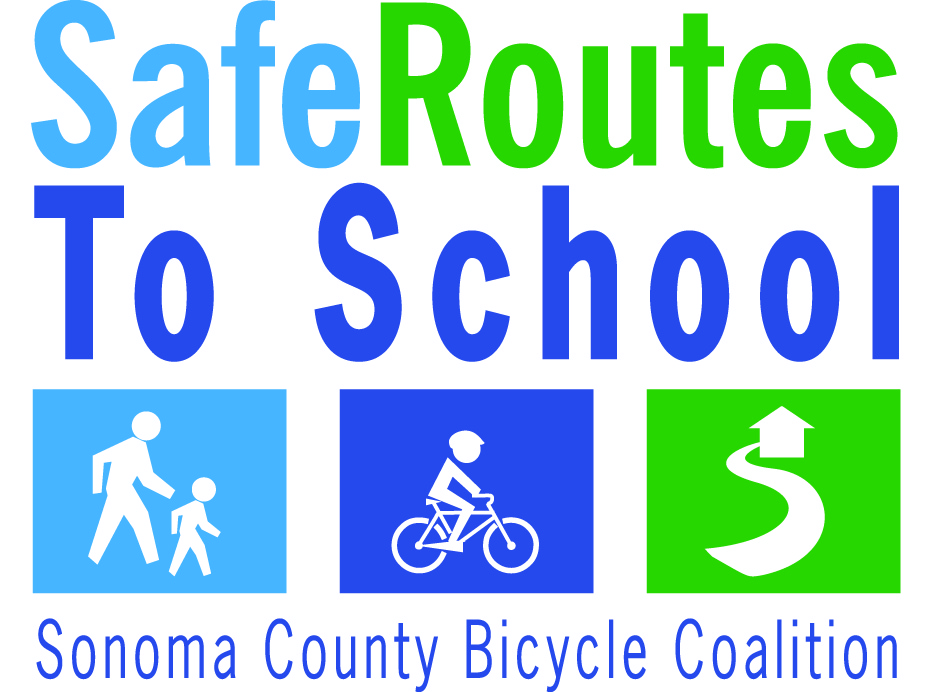 SafeRoutes
To School
Sonoma County Bicycle Coalition